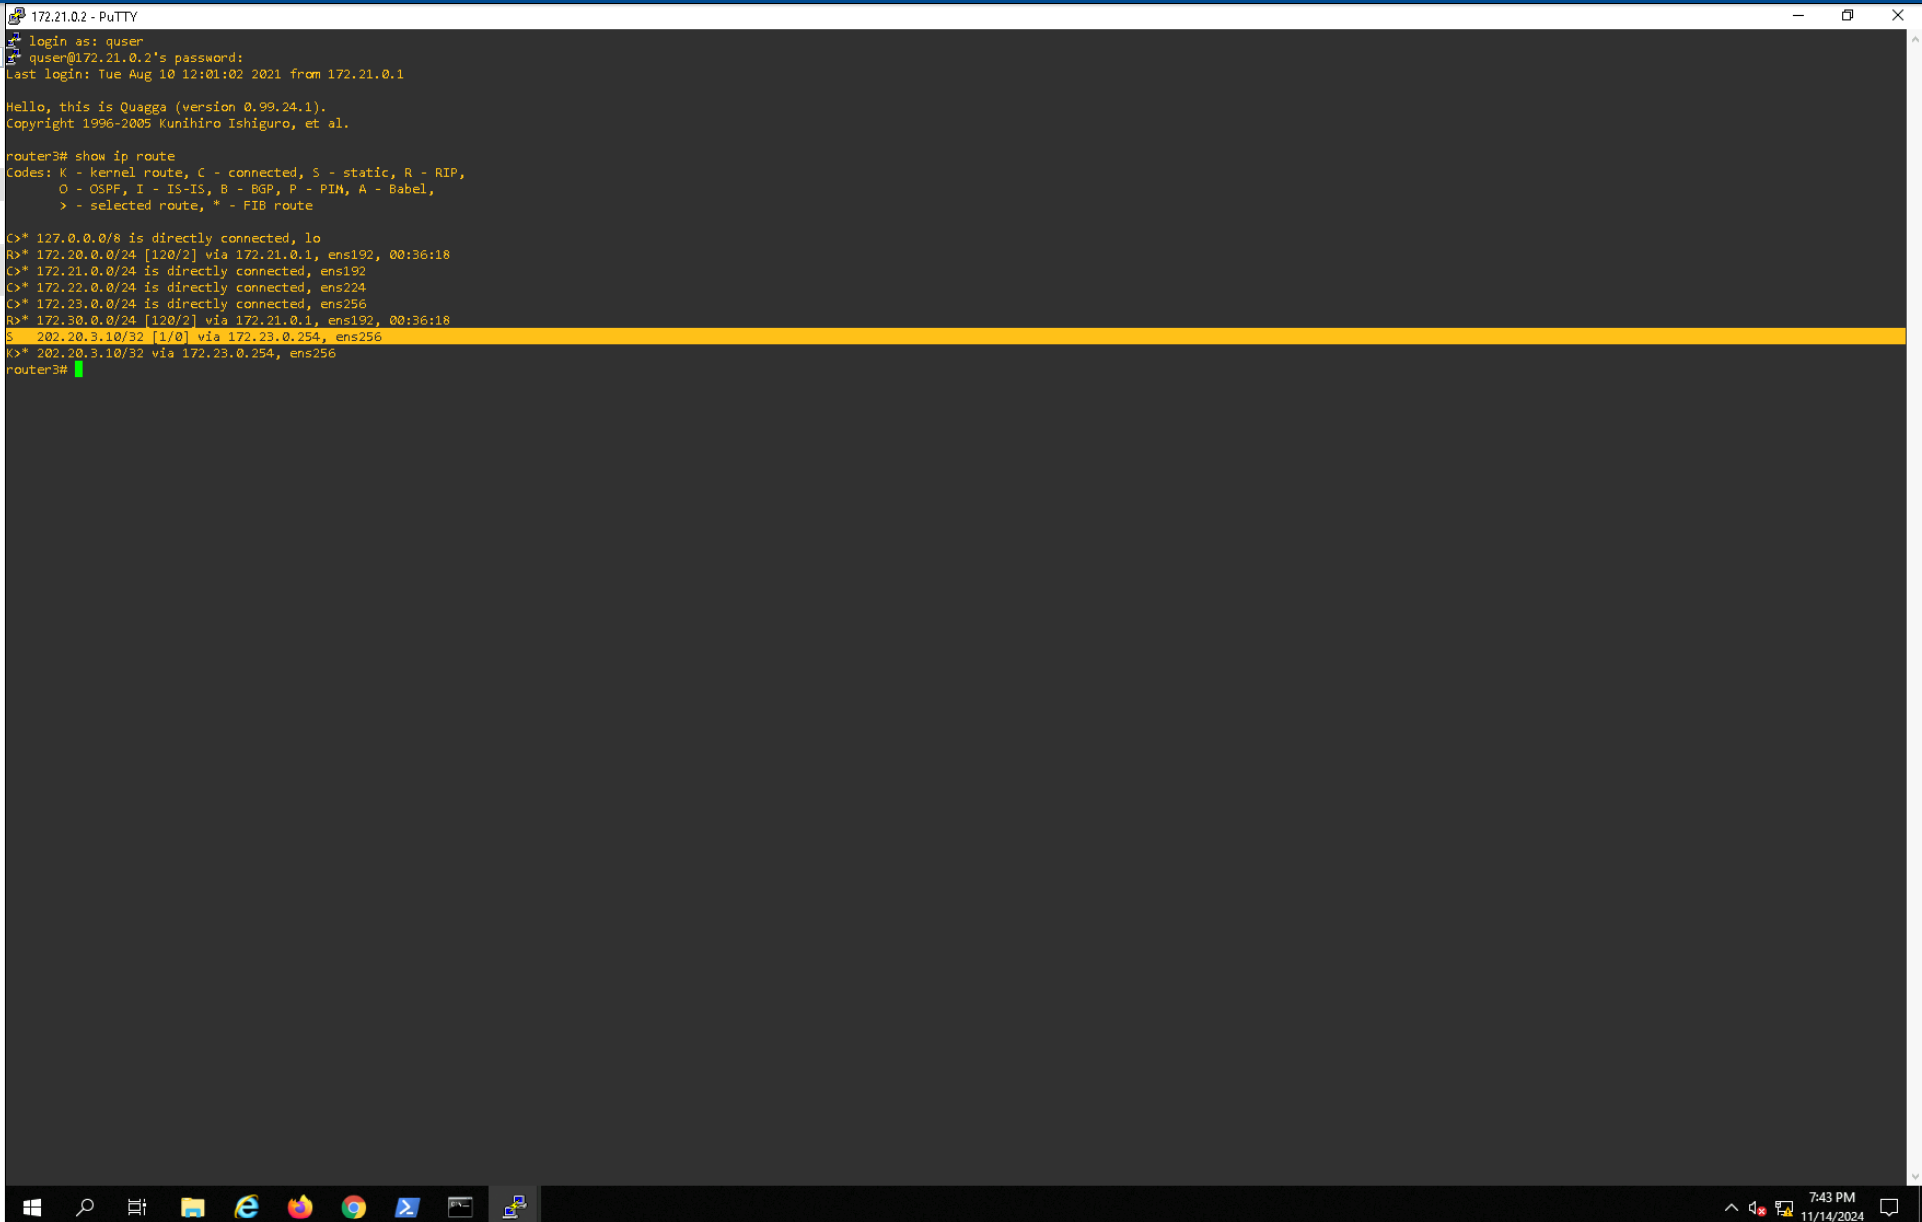 172.21.0.2 - PuTTY
login as: quser
quser@172.21.0.2's password:
Last login: Tue Aug 10 12:01:02 2021 from 172.21.0.1
Hello, this is Quagga (version 0.99.24.1).
Copyright 1996-2005 Kunihiro Ishiguro, et al.
router3# show ip route
Codes: K - kernel route, C - connected, S - static, R - RIP,
O - OSPF, I - IS-IS, B - BGP, P - PIM, A - Babel,
> - selected route, * - FIB route
C>* 127.0.0.0/8 is directly connected, lo
R>* 172.20.0.0/24 [120/2] via 172.21.0.1, ens192, 00:36:18
C>* 172.21.0.0/24 is directly connected, ens192
C>* 172.22.0.0/24 is directly connected, ens224
C>* 172.23.0.0/24 is directly connected, ens256
R>* 172.30.0.0/24 [120/2] via 172.21.0.1, ens192, 00:36:18
S   202.20.3.10/32 [1/0] via 172.23.0.254, ens256
K>* 202.20.3.10/32 via 172.23.0.254, ens256
router3#
7:43 PM
11/14/2024